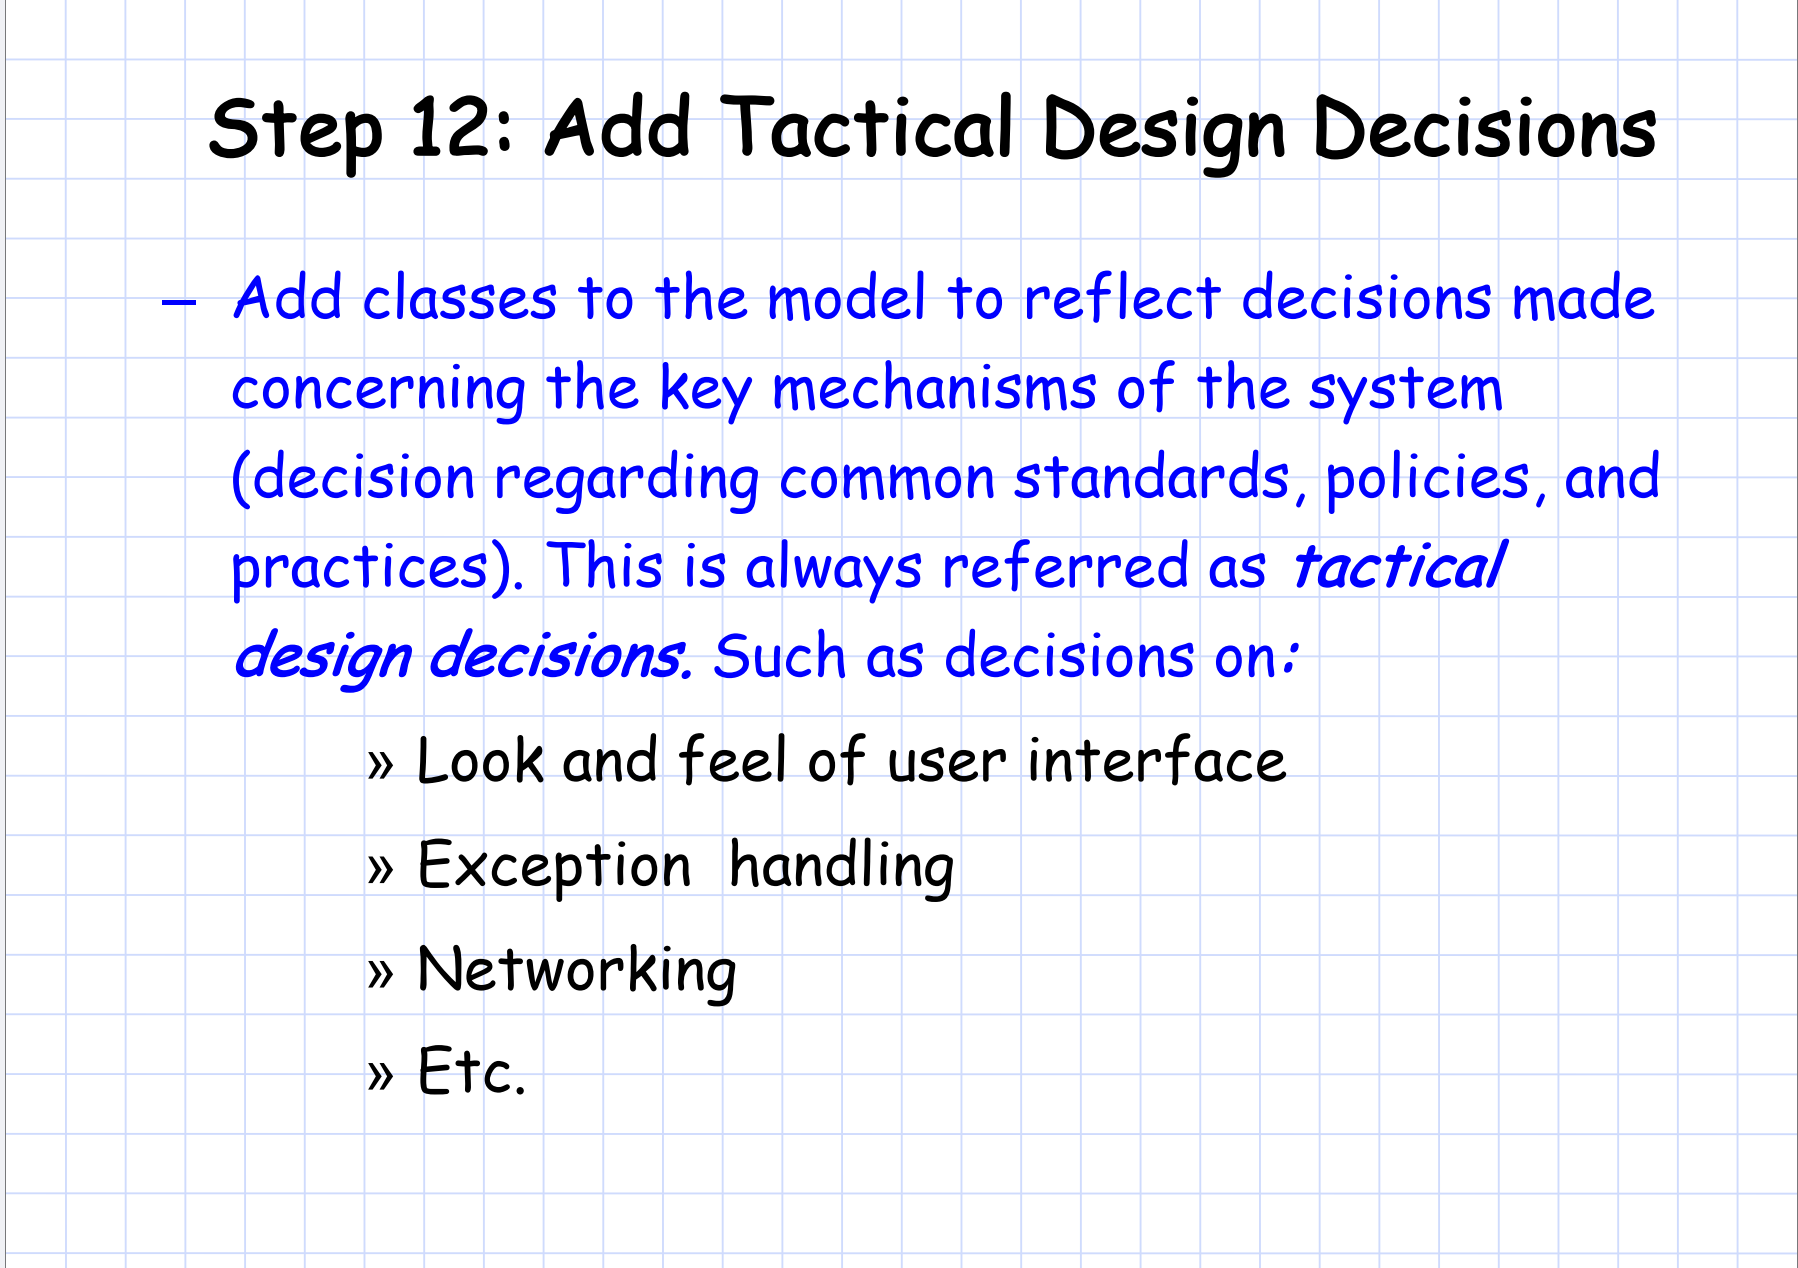 Step 12: Add Tactical Design Decisions
– Add classes to the model to reflect decisions made
concerning the key mechanisms of the system
(decision regarding common standards, policies, and
practices). This is always referred as tactical
design decisions. Such as decisions on:
» Look and feel of user interface
» Exception  handling
» Networking
» Etc.